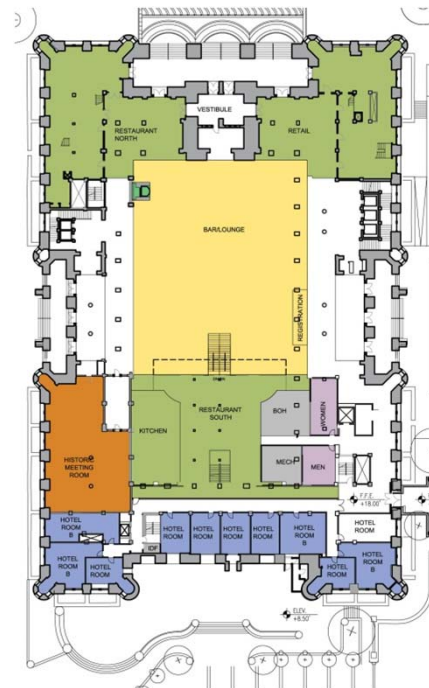 VESTIBULE
RESTAURANT
NORTH
RETAIL
BAR/LOUNGE
REGISTRATION
RESTAURANT
SOUTH
KITCHEN
BOH
WOMEN
MECH
MEN
HISTORIC
MEETING
ROOM
F.F.E.
+18.00'
HOTEL
ROOM
B
HOTEL
ROOM
HOTEL
ROOM
HOTEL
ROOM
HOTEL
ROOM
HOTEL
ROOM
B
HOTEL
ROOM
IDF
HOTEL
ROOM
B
HOTEL
ROOM
HOTEL
ROOM
HOTEL
ROOM
B
ELEV.
+8.50'